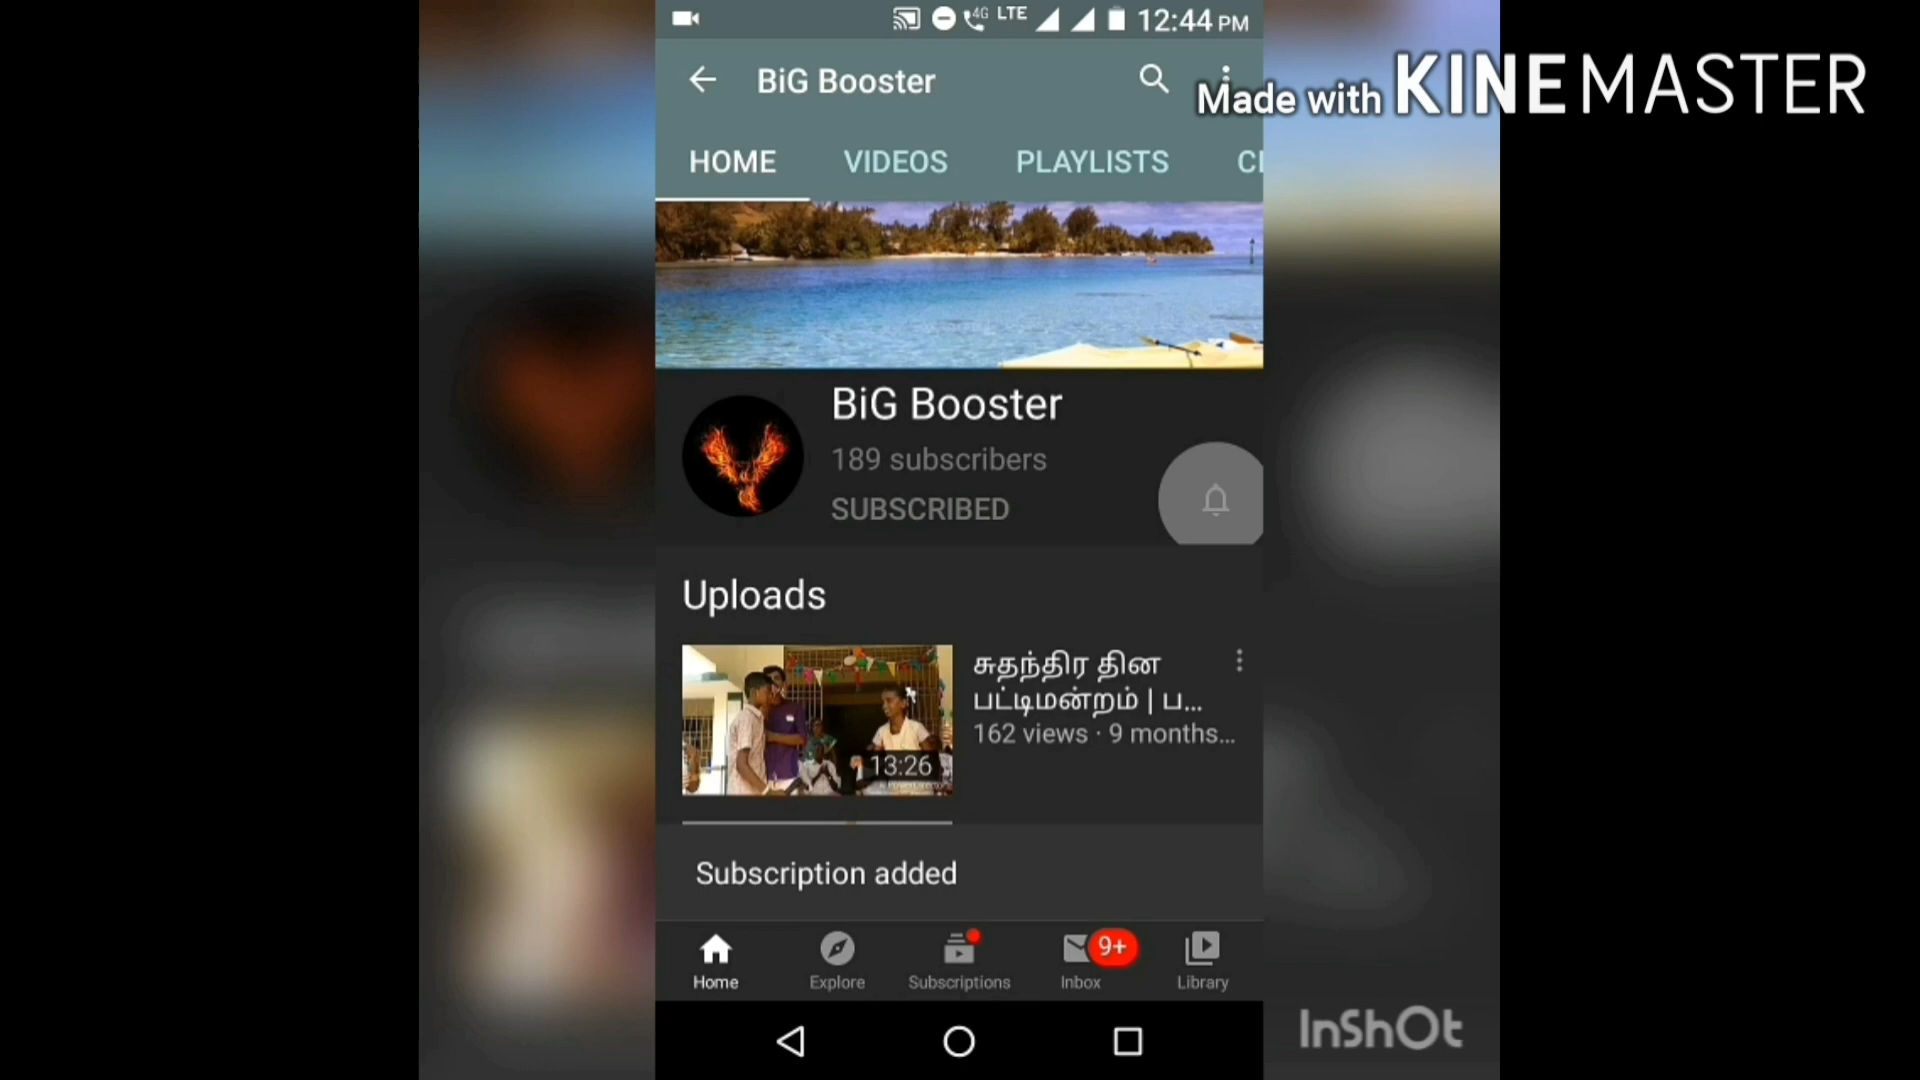 4G LTE 12:44 PM
BiG Booster
Made with KINEMASTER
HOME VIDEOS PLAYLISTS
BiG Booster
189 subscribers
SUBSCRIBED
Uploads
சுதந்திர தின
பட்டிமன்றம் | ப...
162 views · 9 months...
13:26
Subscription added
9+
Home Explore Subscriptions Inbox Library
InShOt